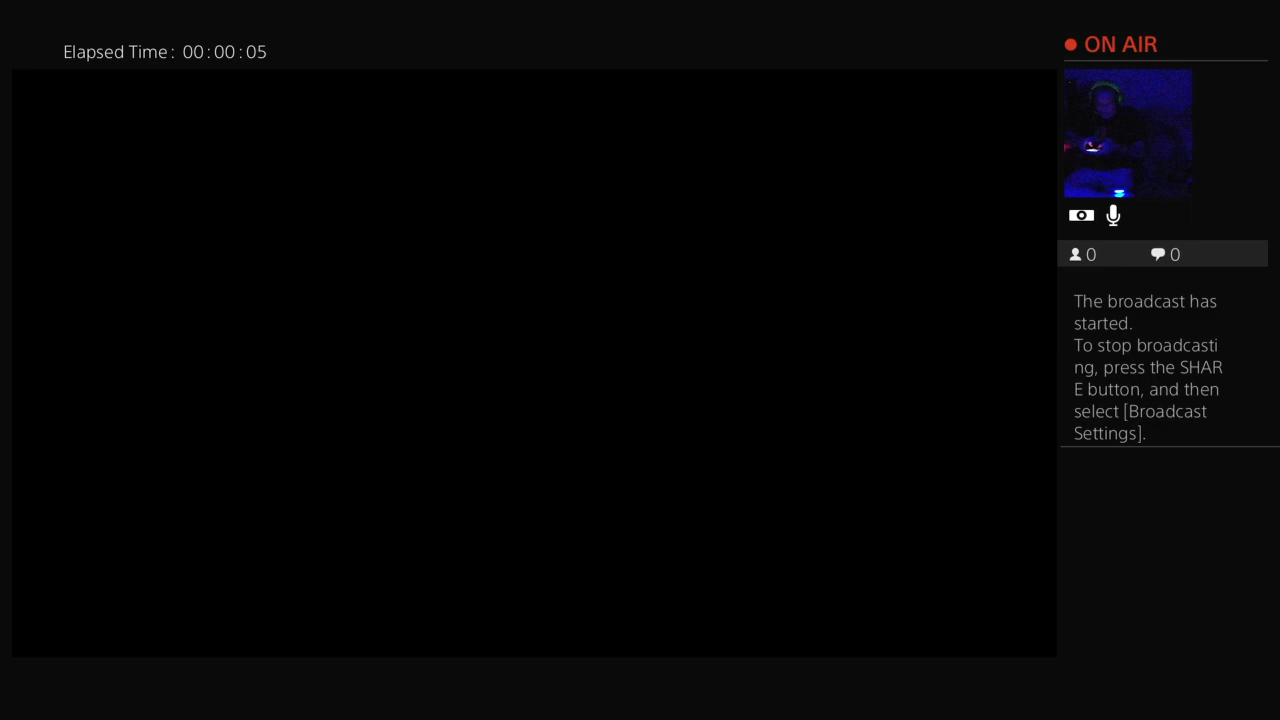 Elapsed Time: 00:00:05
ON AIR
0 0
The broadcast has
started.
To stop broadcasti
ng, press the SHAR
E button, and then
select [Broadcast
Settings].